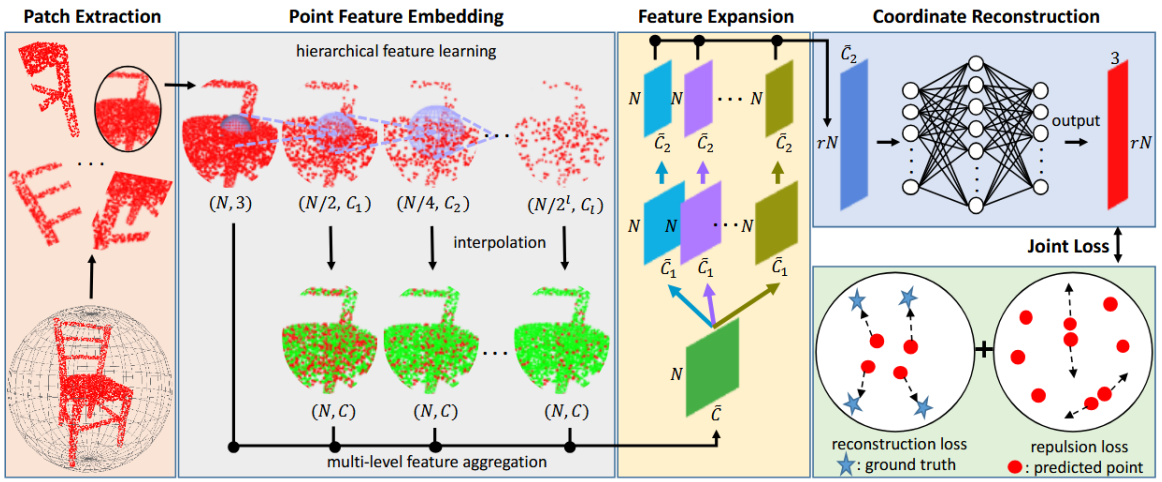 Patch Extraction
Point Feature Embedding
Feature Expansion
Coordinate Reconstruction
hierarchical feature learning
(N, 3)
(N/2, C₁)
(N/4, C₂)
...
(N/2ˡ, Cₗ)
interpolation
(N, C)
(N, C)
...
(N, C)
multi-level feature aggregation
...
N
N
...
N
C̄₂
C̄₂
C̄₂
N
N
...
N
C̄₁
C̄₁
C̄₁
N
C̄
C̄₂
rN
output
3
rN
Joint Loss
+
reconstruction loss
: ground truth
repulsion loss
: predicted point